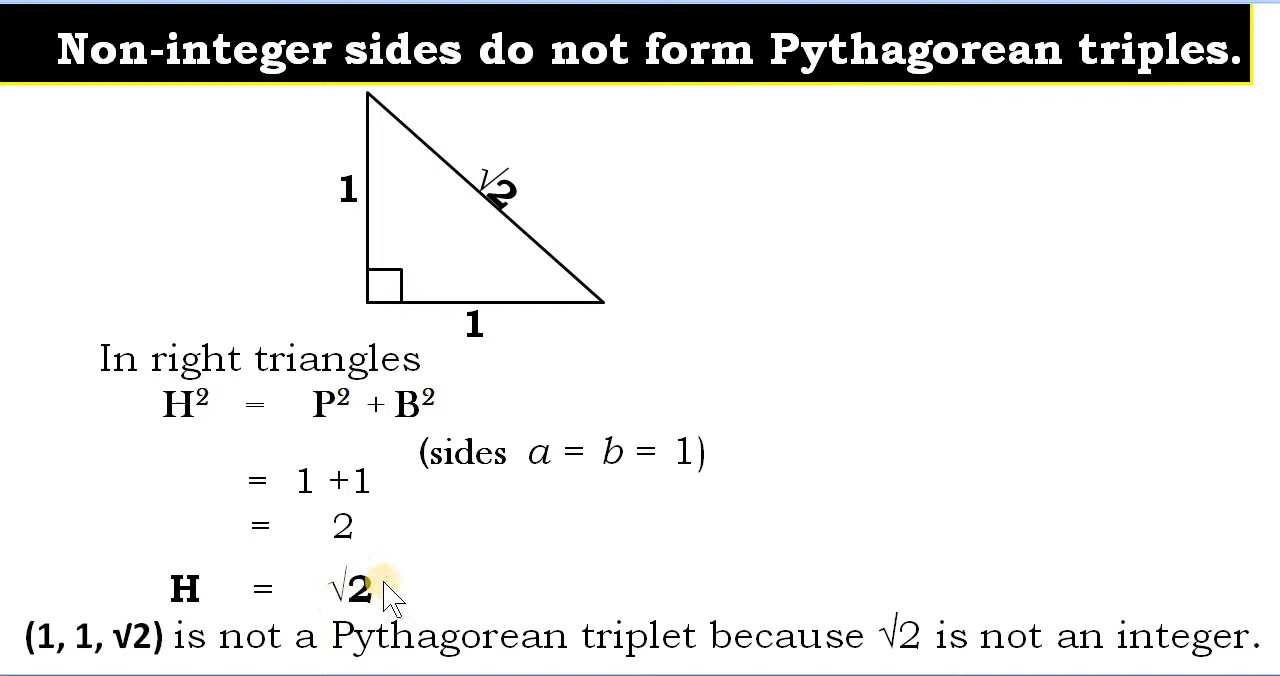 Non-integer sides do not form Pythagorean triples.
√2
1
1
In right triangles
H² = P² + B²
(sides a = b = 1)
= 1 +1
= 2
H = √2
(1, 1, √2) is not a Pythagorean triplet because √2 is not an integer.